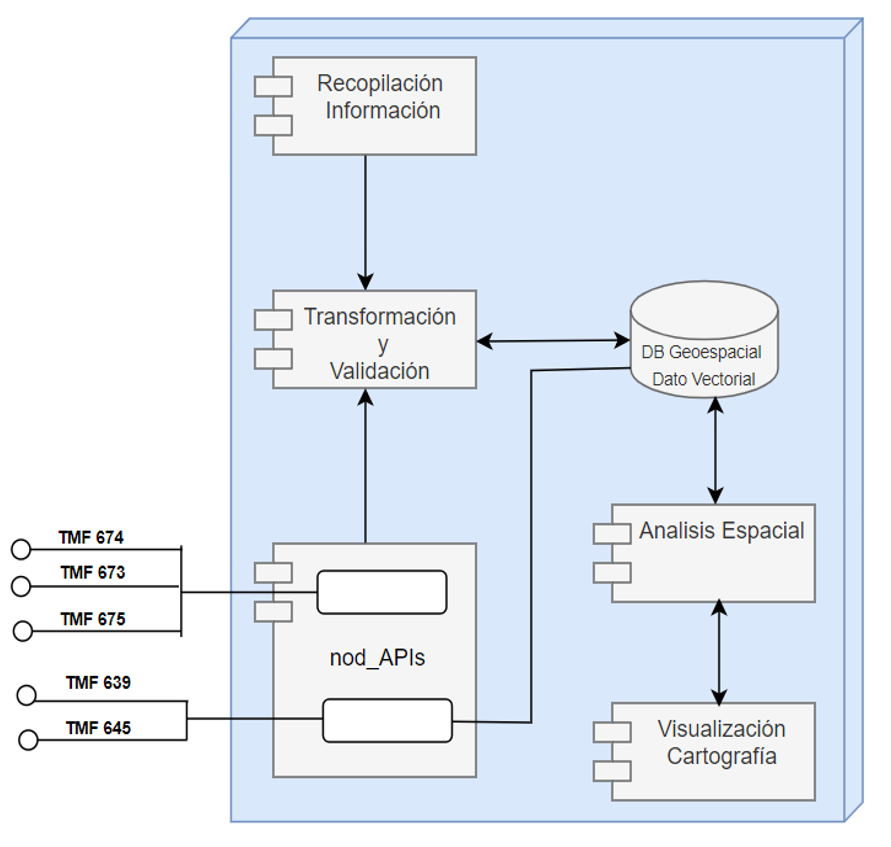 Recopilación
Información
Transformación
y
Validación
DB Geoespacial
Dato Vectorial
Analisis Espacial
TMF 674
TMF 673
TMF 675
nod_APIs
TMF 639
TMF 645
Visualización
Cartografía